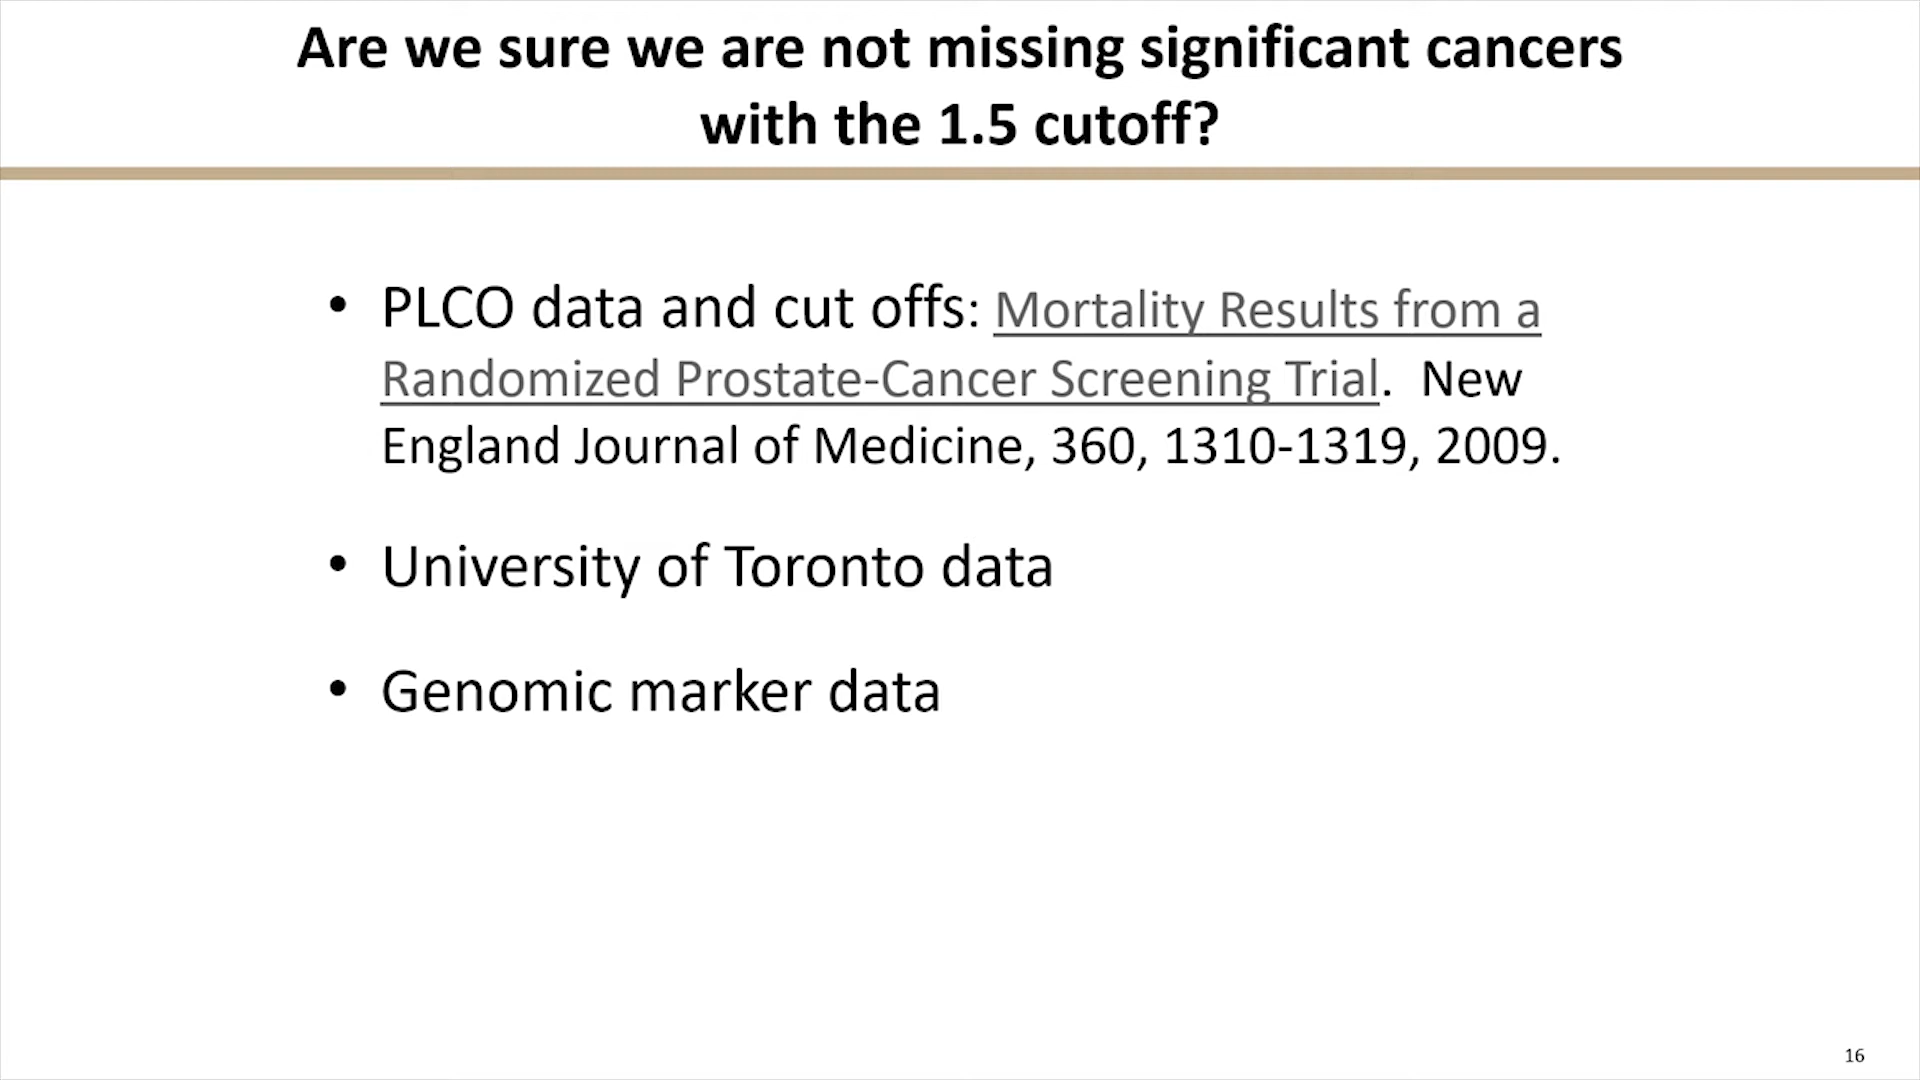 Are we sure we are not missing significant cancers
with the 1.5 cutoff?
• PLCO data and cut offs: Mortality Results from a
Randomized Prostate-Cancer Screening Trial.  New
England Journal of Medicine, 360, 1310-1319, 2009.
• University of Toronto data
• Genomic marker data
16